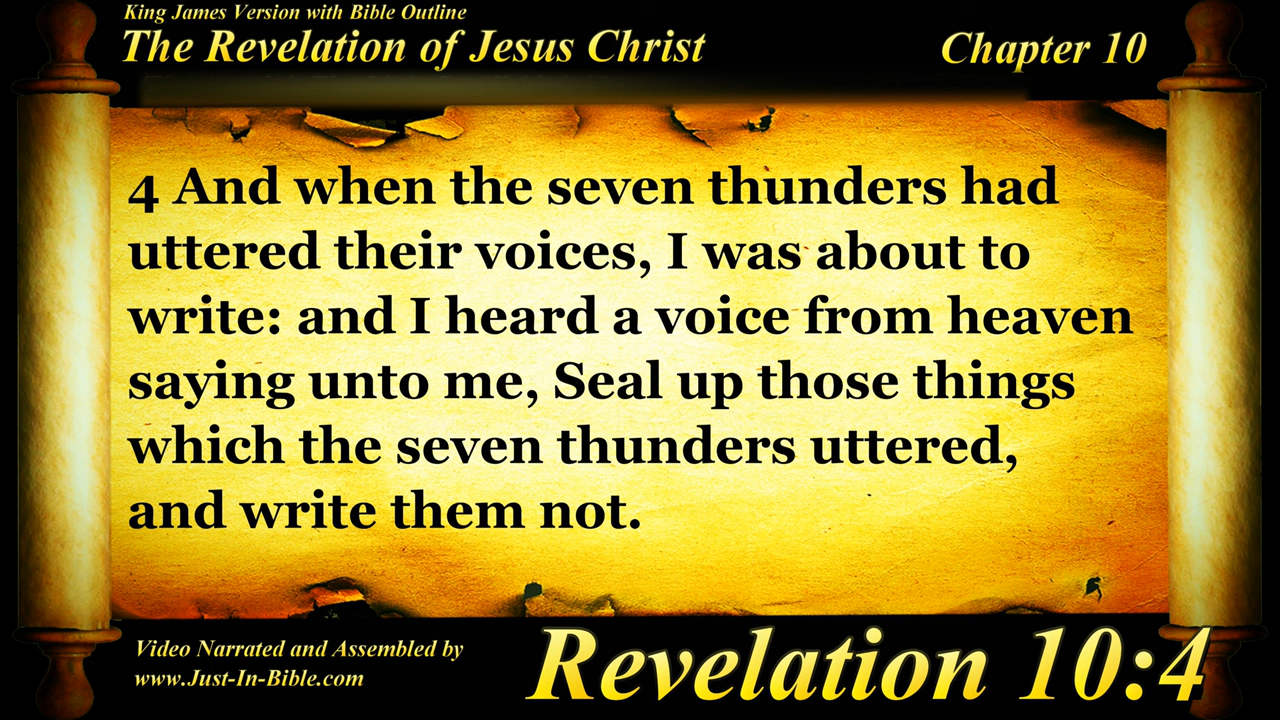 King James Version with Bible Outline
The Revelation of Jesus Christ
Chapter 10
4 And when the seven thunders had
uttered their voices, I was about to
write: and I heard a voice from heaven
saying unto me, Seal up those things
which the seven thunders uttered,
and write them not.
Video Narrated and Assembled by
www.Just-In-Bible.com
Revelation 10:4